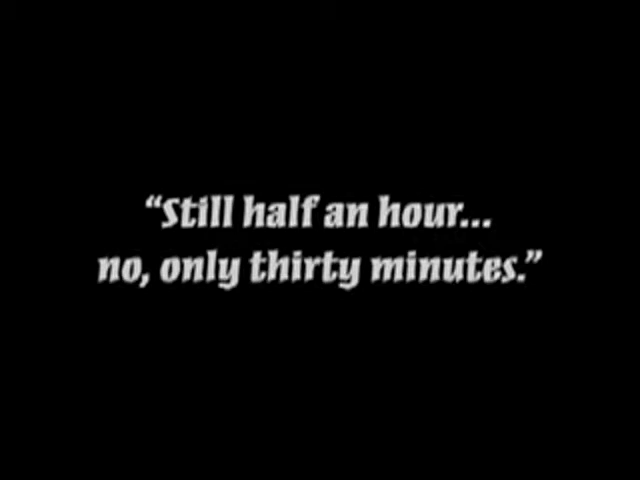 “Still half an hour...
no, only thirty minutes.”